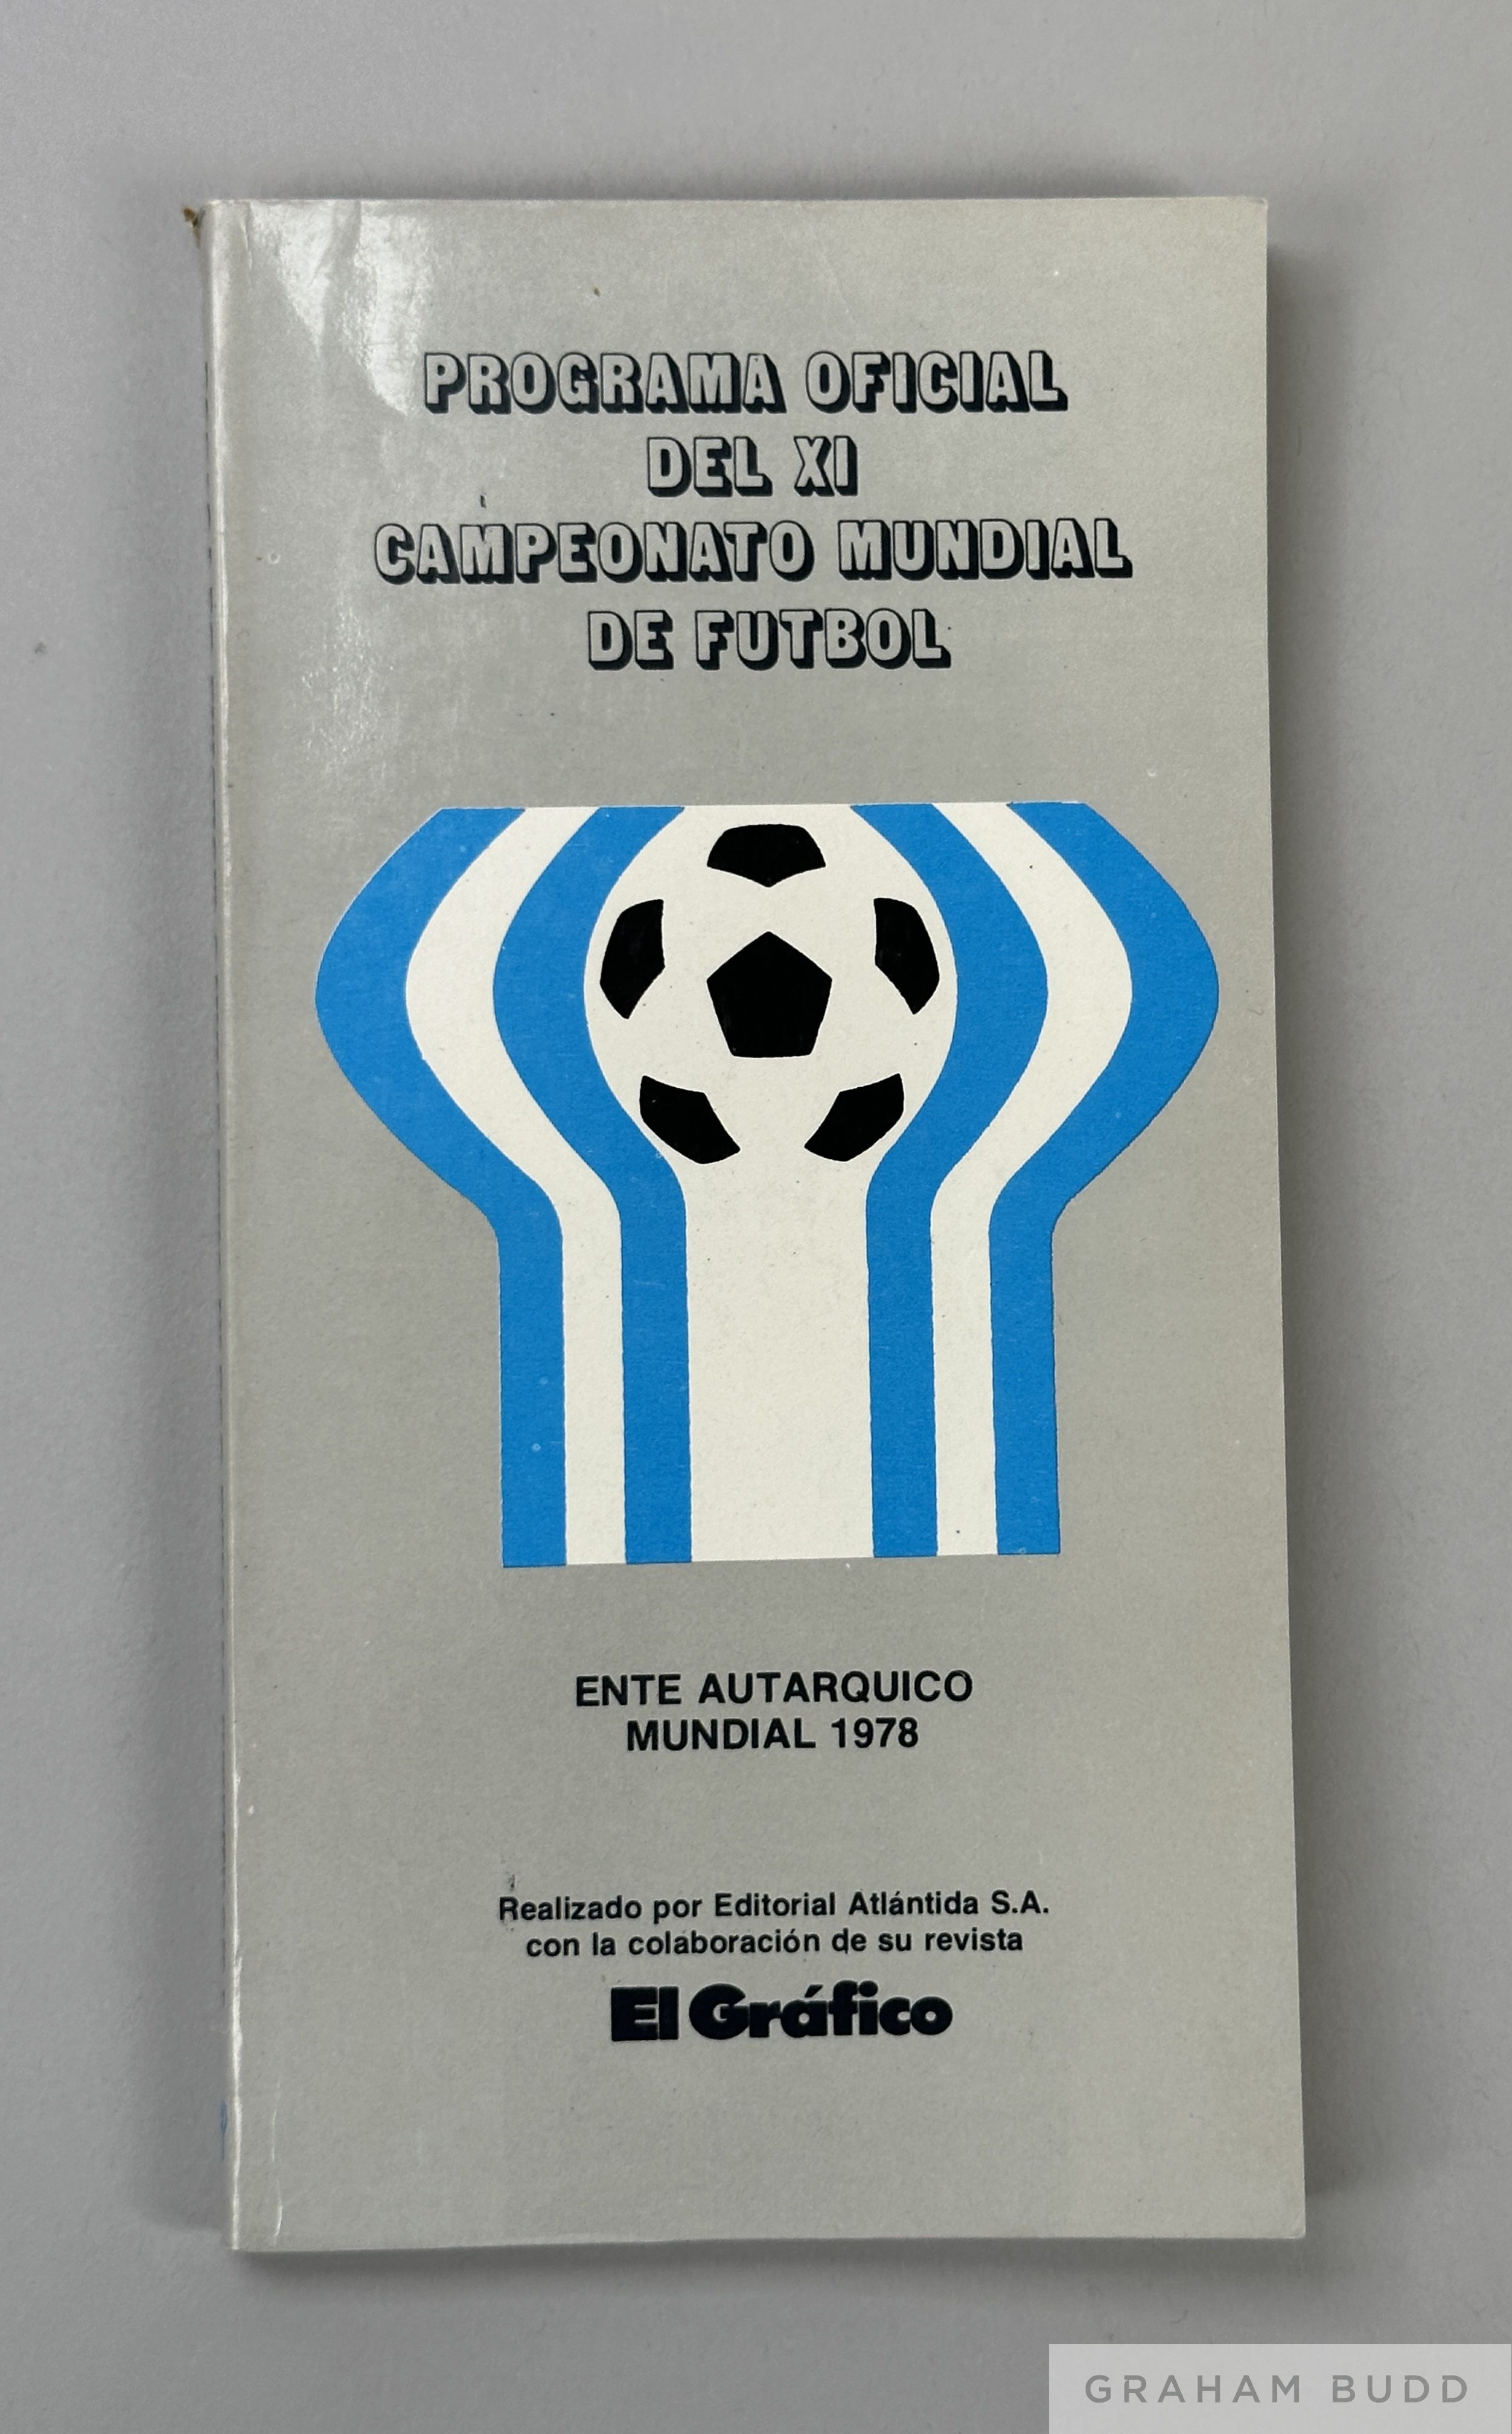 PROGRAMA OFICIAL
DEL XI
CAMPEONATO MUNDIAL
DE FUTBOL
ENTE AUTARQUICO
MUNDIAL 1978
Realizado por Editorial Atlántida S.A.
con la colaboración de su revista
El Gráfico
GRAHAM BUDD